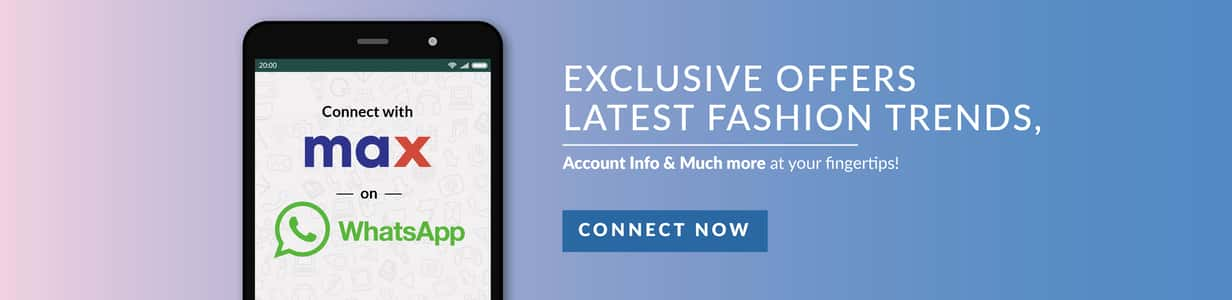 20:00
Connect with
max
on
WhatsApp
EXCLUSIVE OFFERS
LATEST FASHION TRENDS,
Account Info & Much more at your fingertips!
CONNECT NOW